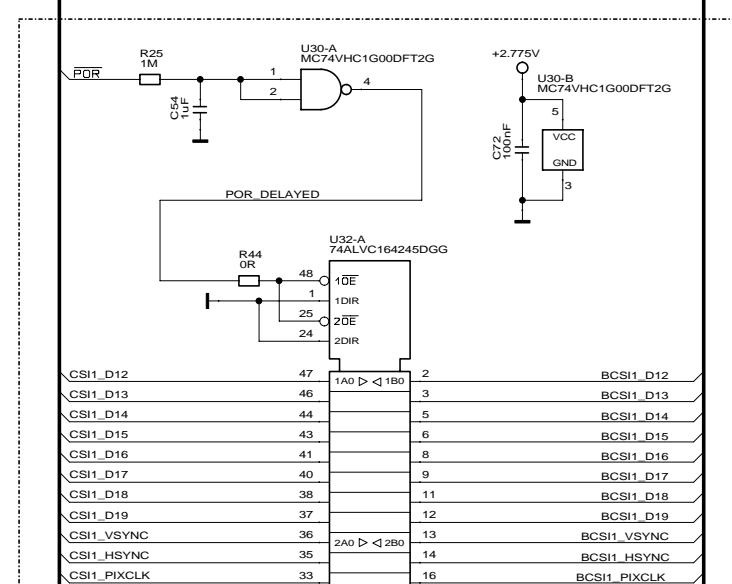 R25
1M
U30-A
MC74VHC1G00DFT2G
POR
1
2
4
C54
1uF
+2.775V
U30-B
MC74VHC1G00DFT2G
5
VCC
C72
100nF
GND
3
POR_DELAYED
U32-A
74ALVC164245DGG
R44
0R
48 1OE
1 1DIR
25 2OE
24 2DIR
CSI1_D12 47 1A0 1B0 2 BCSI1_D12
CSI1_D13 46 3 BCSI1_D13
CSI1_D14 44 5 BCSI1_D14
CSI1_D15 43 6 BCSI1_D15
CSI1_D16 41 8 BCSI1_D16
CSI1_D17 40 9 BCSI1_D17
CSI1_D18 38 11 BCSI1_D18
CSI1_D19 37 12 BCSI1_D19
CSI1_VSYNC 36 2A0 2B0 13 BCSI1_VSYNC
CSI1_HSYNC 35 14 BCSI1_HSYNC
CSI1_PIXCLK 33 16 BCSI1_PIXCLK